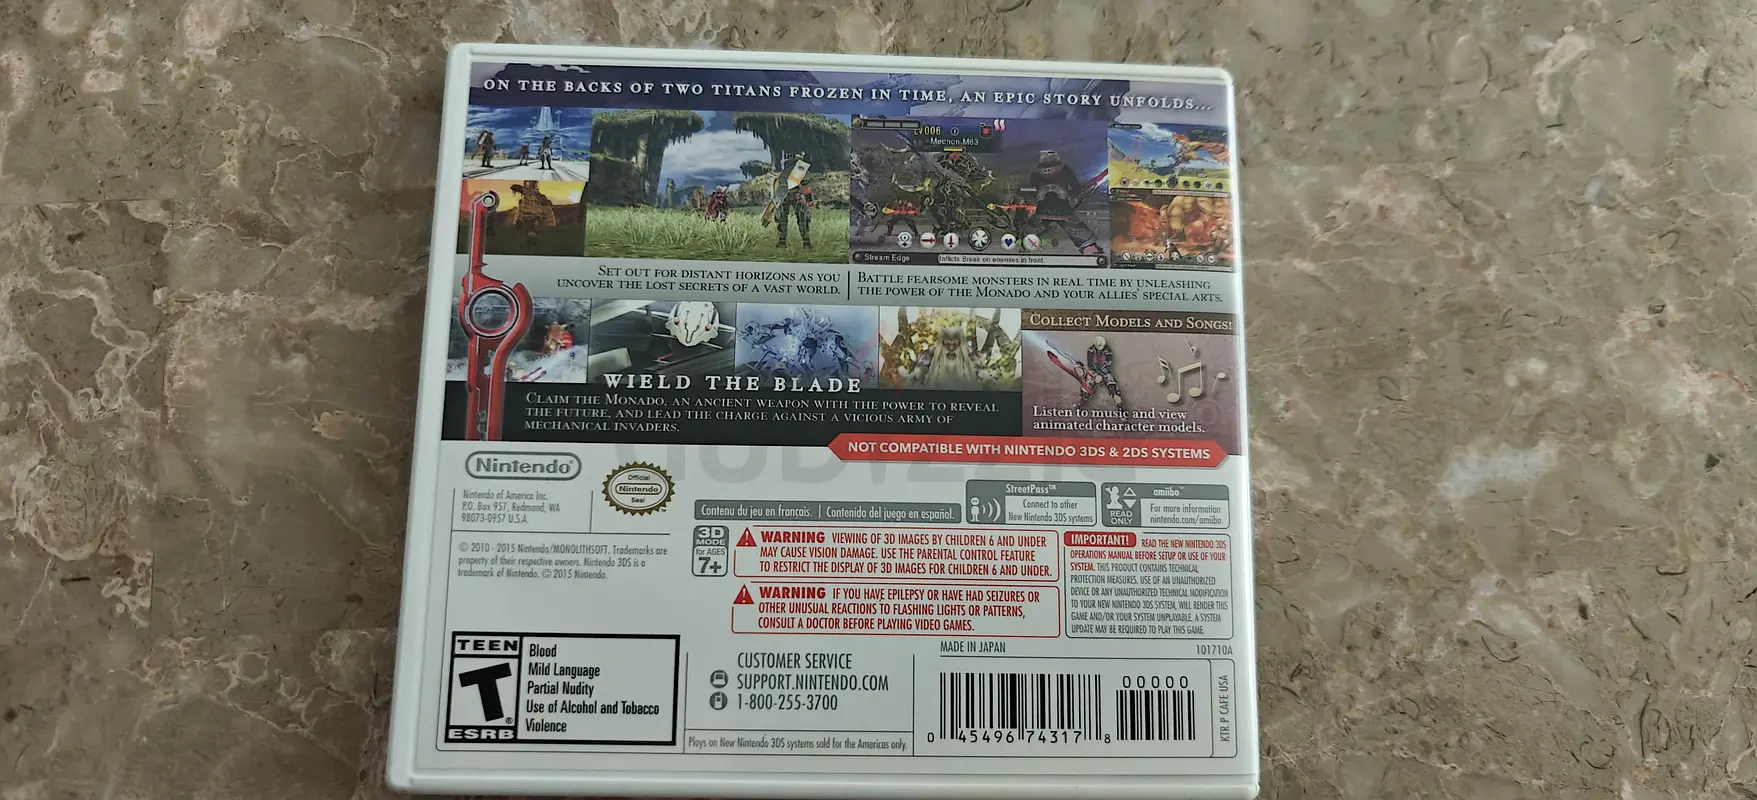 ON THE BACKS OF TWO TITANS FROZEN IN TIME, AN EPIC STORY UNFOLDS...
LV006
Mechon M63
Stream Edge
Inflicts Break on enemies in front.
SET OUT FOR DISTANT HORIZONS AS YOU
UNCOVER THE LOST SECRETS OF A VAST WORLD.
BATTLE FEARSOME MONSTERS IN REAL TIME BY UNLEASHING
THE POWER OF THE MONADO AND YOUR ALLIES' SPECIAL ARTS.
COLLECT MODELS AND SONGS!
Listen to music and view
animated character models.
WIELD THE BLADE
CLAIM THE MONADO, AN ANCIENT WEAPON WITH THE POWER TO REVEAL
THE FUTURE, AND LEAD THE CHARGE AGAINST A VICIOUS ARMY OF
MECHANICAL INVADERS.
NOT COMPATIBLE WITH NINTENDO 3DS & 2DS SYSTEMS
Nintendo
Nintendo of America Inc.
P.O. Box 957, Redmond, WA
98073-0957 U.S.A.
Official
Nintendo
Seal
Contenu du jeu en français. | Contenido del juego en español.
StreetPass™
Connect to other
New Nintendo 3DS systems
READ
ONLY
amiibo™
For more information
nintendo.com/amiibo
© 2010 - 2015 Nintendo/MONOLITHSOFT. Trademarks are
property of their respective owners. Nintendo 3DS is a
trademark of Nintendo. © 2015 Nintendo.
3D
MODE
for AGES
7+
WARNING VIEWING OF 3D IMAGES BY CHILDREN 6 AND UNDER
MAY CAUSE VISION DAMAGE. USE THE PARENTAL CONTROL FEATURE
TO RESTRICT THE DISPLAY OF 3D IMAGES FOR CHILDREN 6 AND UNDER.
WARNING IF YOU HAVE EPILEPSY OR HAVE HAD SEIZURES OR
OTHER UNUSUAL REACTIONS TO FLASHING LIGHTS OR PATTERNS,
CONSULT A DOCTOR BEFORE PLAYING VIDEO GAMES.
IMPORTANT! READ THE NEW NINTENDO 3DS
OPERATIONS MANUAL BEFORE SETUP OR USE OF YOUR
SYSTEM. THIS PRODUCT CONTAINS TECHNICAL
PROTECTION MEASURES. USE OF AN UNAUTHORIZED
DEVICE OR ANY UNAUTHORIZED TECHNICAL MODIFICATION
TO YOUR NEW NINTENDO 3DS SYSTEM, WILL RENDER THIS
GAME AND/OR YOUR SYSTEM UNPLAYABLE. A SYSTEM
UPDATE MAY BE REQUIRED TO PLAY THIS GAME.
TEEN
T
®
ESRB
Blood
Mild Language
Partial Nudity
Use of Alcohol and Tobacco
Violence
CUSTOMER SERVICE
SUPPORT.NINTENDO.COM
1-800-255-3700
Plays on New Nintendo 3DS systems sold for the Americas only.
MADE IN JAPAN
101710A
00000
0 45496 74317 8
KTR P CAFE USA